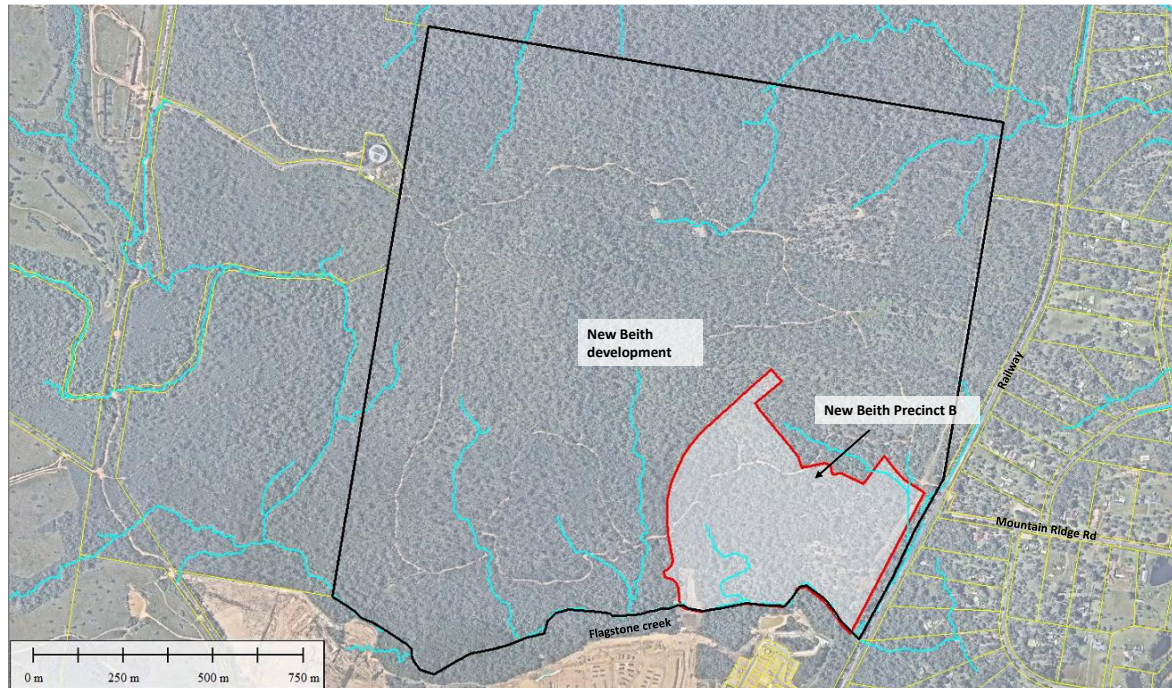 New Beith
development
Railway
New Beith Precinct B
Mountain Ridge Rd
Flagstone creek
0 m 250 m 500 m 750 m